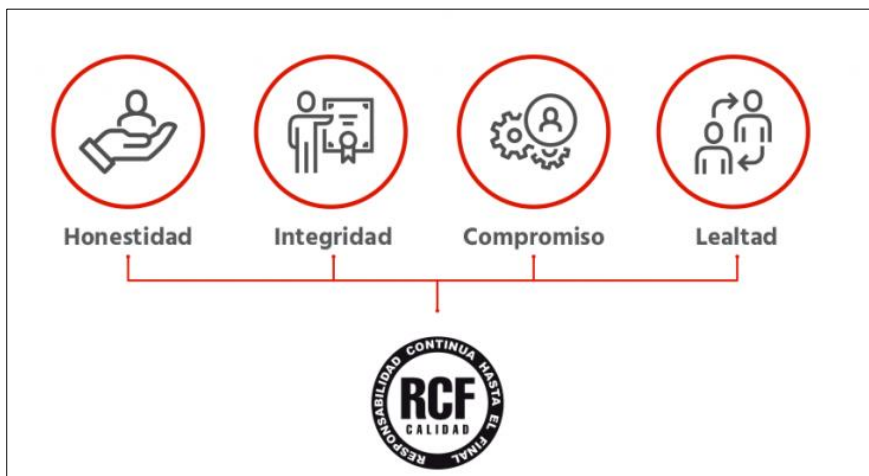 Honestidad
Integridad
Compromiso
Lealtad
RESPONSABILIDAD CONTINUA HASTA EL FINAL
RCF
CALIDAD